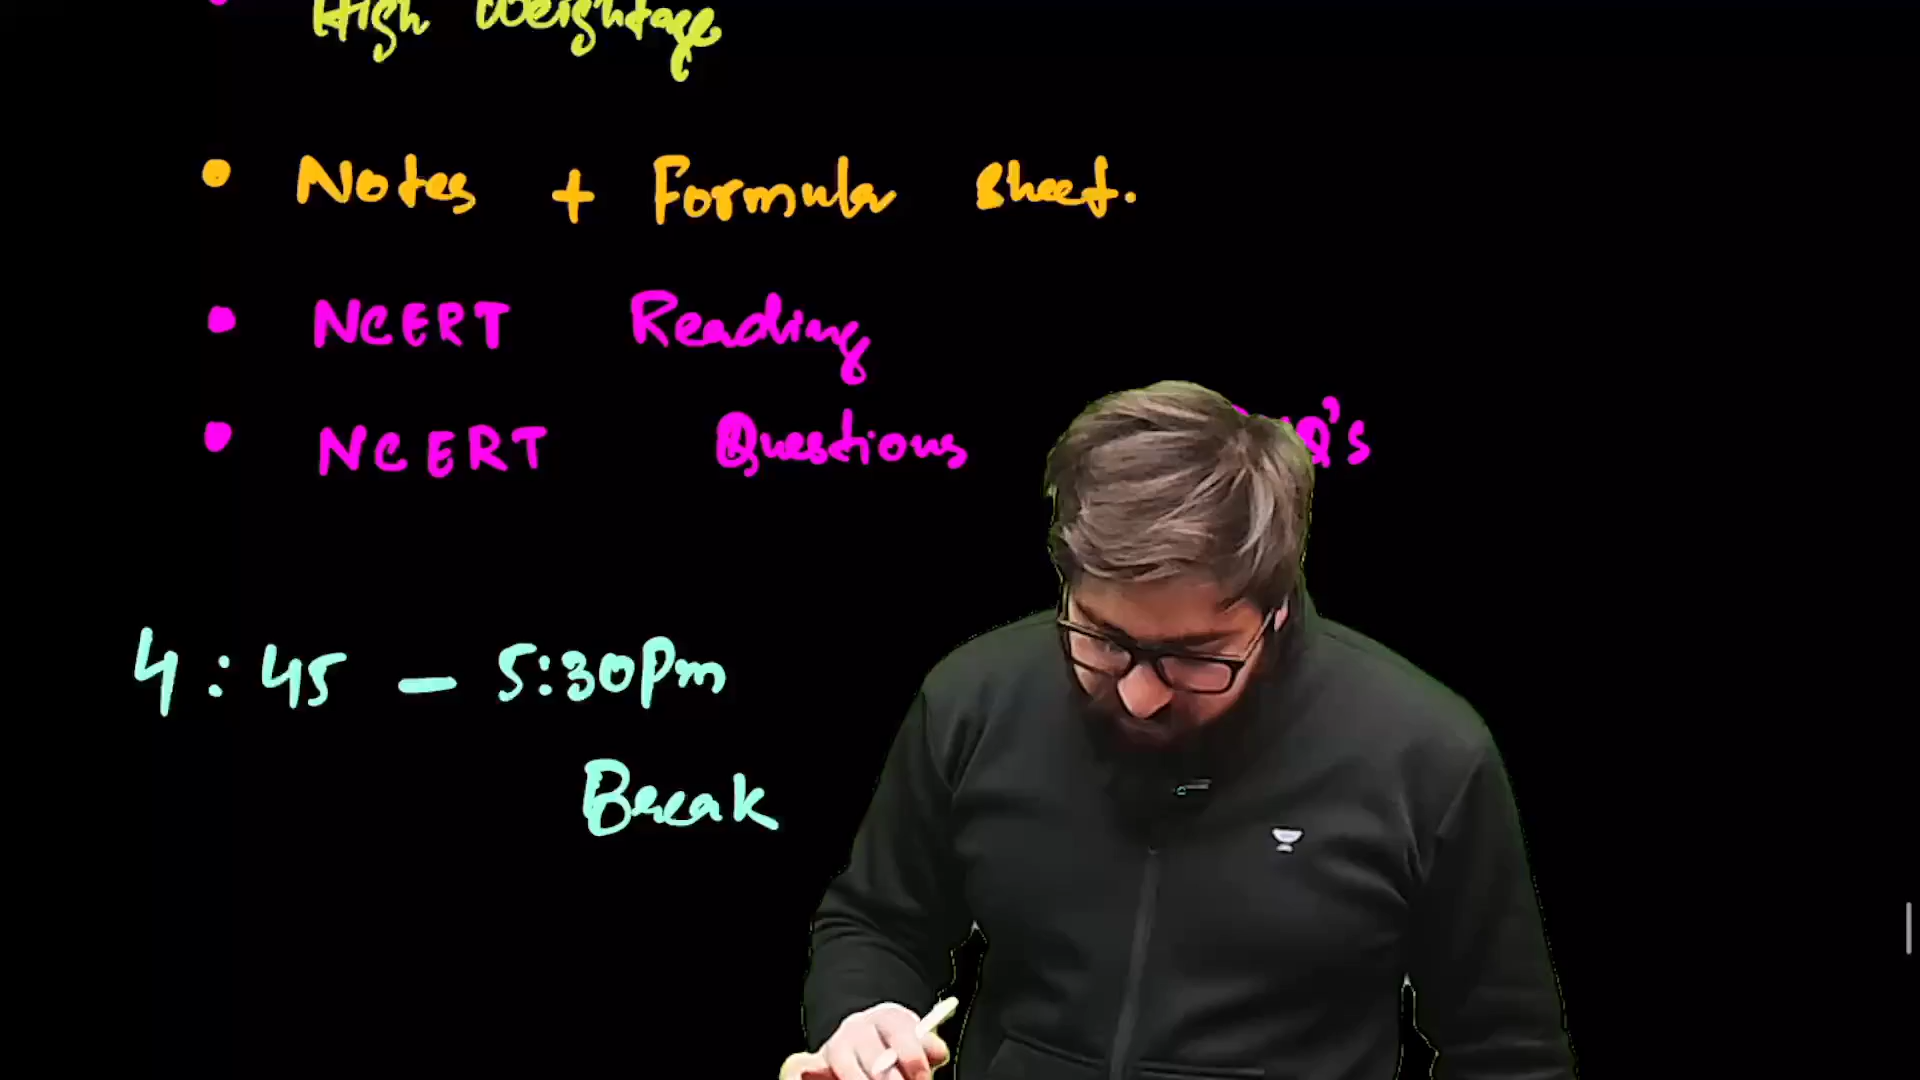 High Weightage
• Notes + Formula sheet.
• NCERT Reading
• NCERT Questions Q's
4 : 45 – 5:30pm
Break